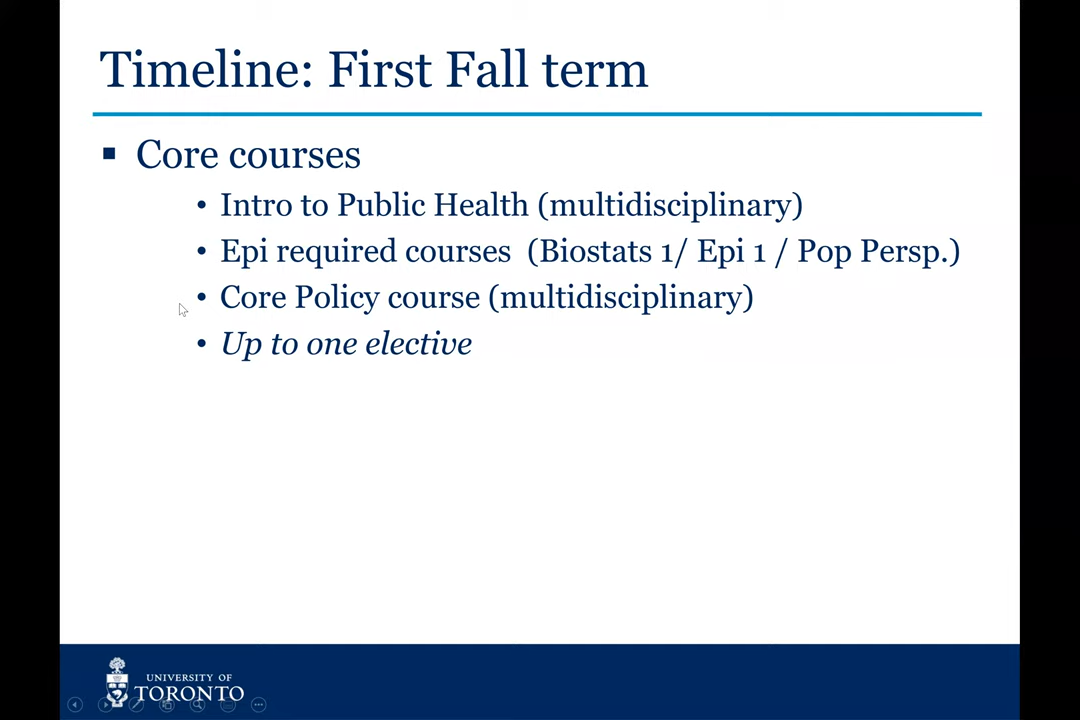 Timeline: First Fall term
▪ Core courses
• Intro to Public Health (multidisciplinary)
• Epi required courses  (Biostats 1/ Epi 1 / Pop Persp.)
• Core Policy course (multidisciplinary)
• Up to one elective
UNIVERSITY OF
TORONTO